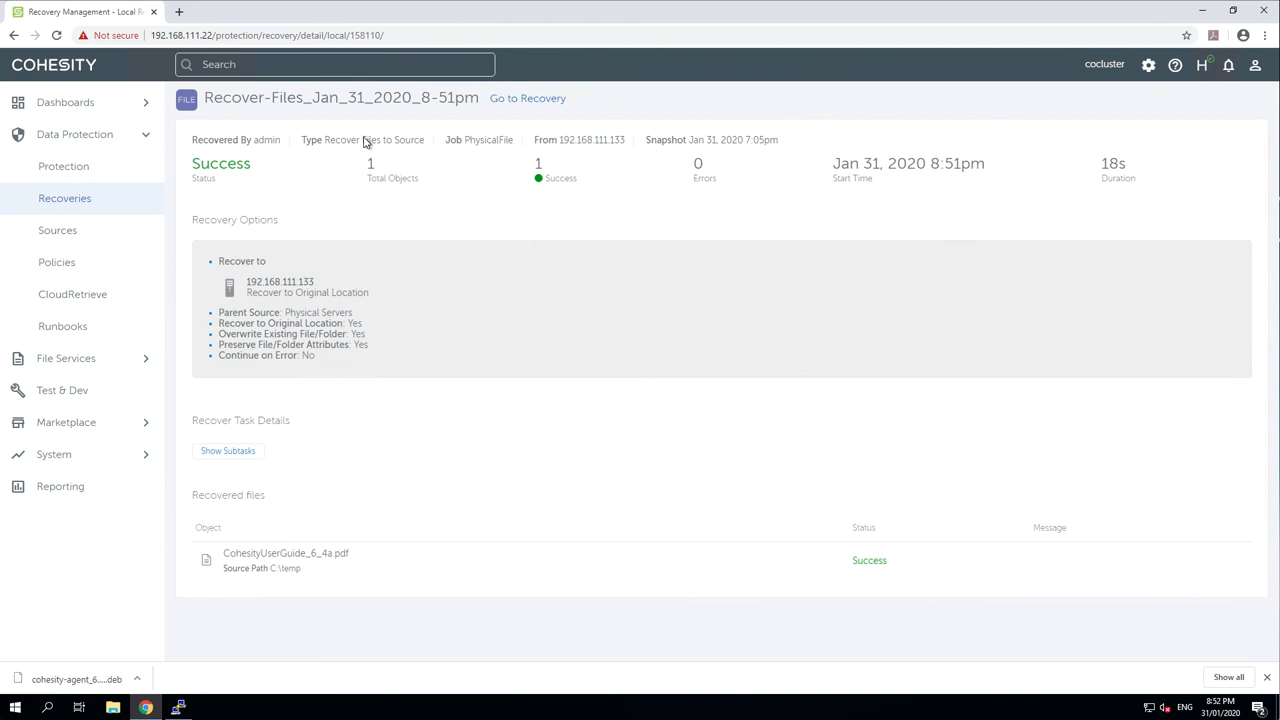 Recovery Management - Local R
Not secure 192.168.111.22/protection/recovery/detail/local/158110/
COHESITY
Search
cocluster
H
Dashboards
Data Protection
Protection
Recoveries
Sources
Policies
CloudRetrieve
Runbooks
File Services
Test & Dev
Marketplace
System
Reporting
FILE Recover-Files_Jan_31_2020_8-51pm Go to Recovery
Recovered By admin Type Recover Files to Source Job PhysicalFile From 192.168.111.133 Snapshot Jan 31, 2020 7:05pm
Success 1 1 0 Jan 31, 2020 8:51pm 18s
Status Total Objects Success Errors Start Time Duration
Recovery Options
• Recover to
192.168.111.133
Recover to Original Location
• Parent Source: Physical Servers
• Recover to Original Location: Yes
• Overwrite Existing File/Folder: Yes
• Preserve File/Folder Attributes: Yes
• Continue on Error: No
Recover Task Details
Show Subtasks
Recovered files
Object Status Message
CohesityUserGuide_6_4a.pdf
Source Path C:\temp
Success
cohesity-agent_6.....deb
Show all
ENG
8:52 PM
31/01/2020
2